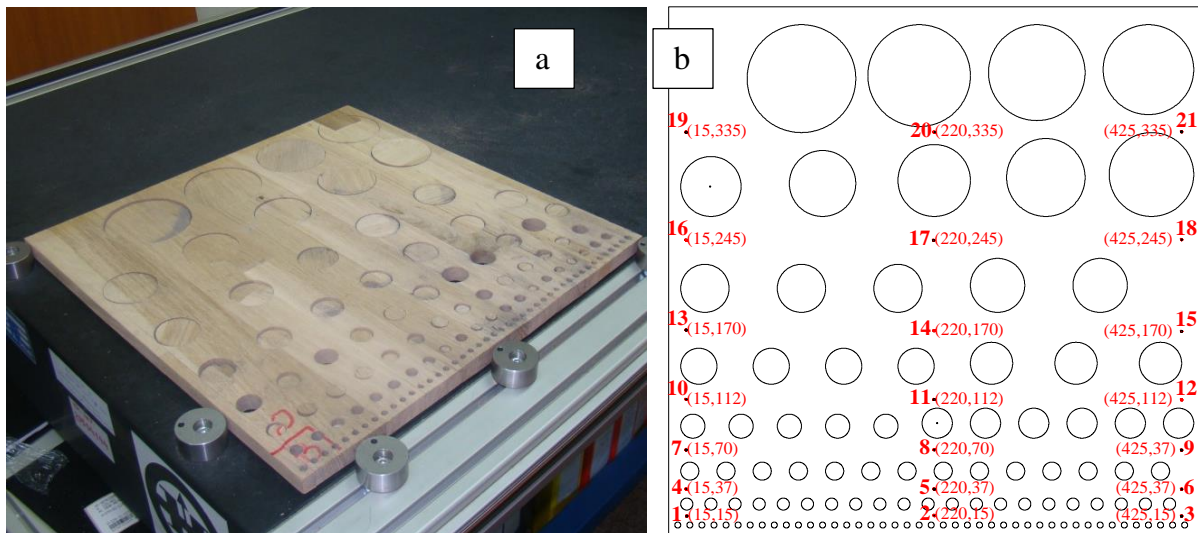 a
b
19 (15,335) 20 (220,335) (425,335) 21
16 (15,245) 17 (220,245) (425,245) 18
13 (15,170) 14 (220,170) (425,170) 15
10 (15,112) 11 (220,112) (425,112) 12
7 (15,70) 8 (220,70) (425,37) 9
4 (15,37) 5 (220,37) (425,37) 6
1 (15,15) 2 (220,15) (425,15) 3